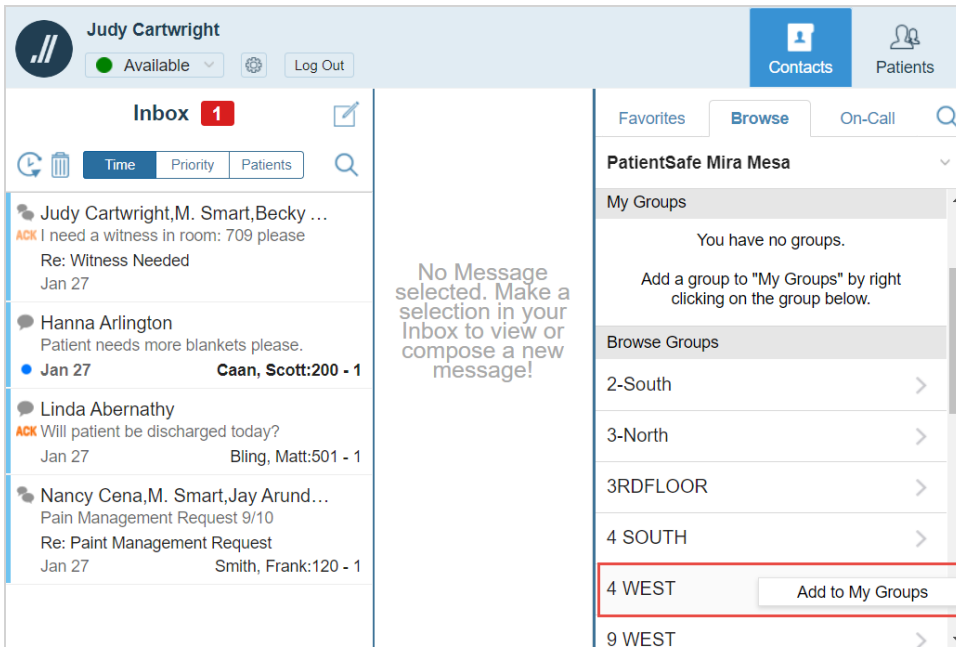 Judy Cartwright
Available
Log Out
Contacts
Patients
Inbox 1
Time Priority Patients
Judy Cartwright,M. Smart,Becky ...
ACK I need a witness in room: 709 please
Re: Witness Needed
Jan 27
Hanna Arlington
Patient needs more blankets please.
Jan 27 Caan, Scott:200 - 1
Linda Abernathy
ACK Will patient be discharged today?
Jan 27 Bling, Matt:501 - 1
Nancy Cena,M. Smart,Jay Arund...
Pain Management Request 9/10
Re: Paint Management Request
Jan 27 Smith, Frank:120 - 1
No Message
selected. Make a
selection in your
Inbox to view or
compose a new
message!
Favorites Browse On-Call
PatientSafe Mira Mesa
My Groups
You have no groups.
Add a group to "My Groups" by right
clicking on the group below.
Browse Groups
2-South
3-North
3RDFLOOR
4 SOUTH
4 WEST Add to My Groups
9 WEST